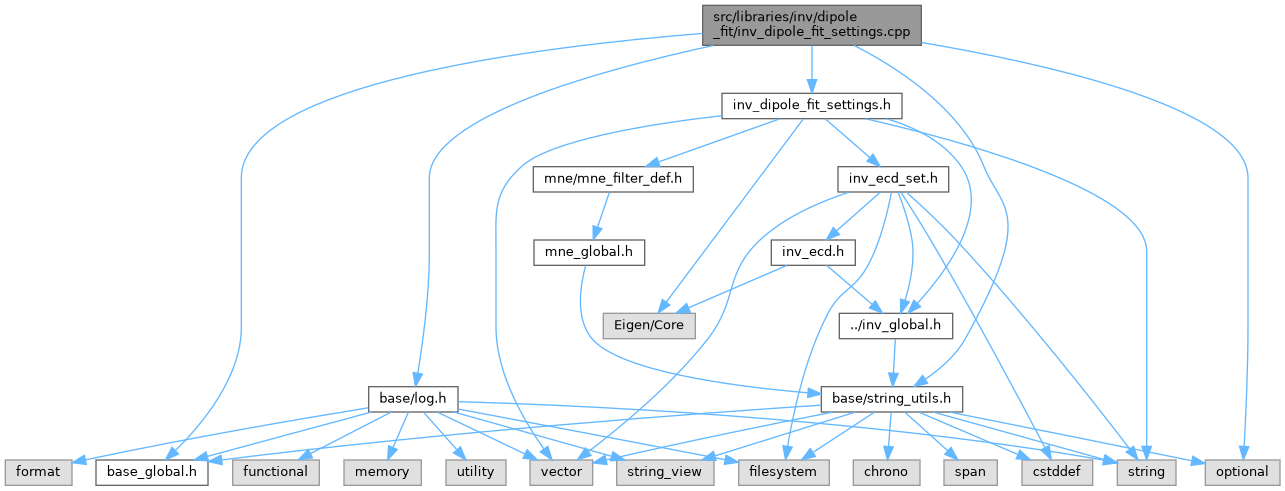 src/libraries/inv/dipole
_fit/inv_dipole_fit_settings.cpp
inv_dipole_fit_settings.h
mne/mne_filter_def.h
inv_ecd_set.h
mne_global.h
inv_ecd.h
Eigen/Core
../inv_global.h
base/log.h
base/string_utils.h
format
base_global.h
functional
memory
utility
vector
string_view
filesystem
chrono
span
cstddef
string
optional